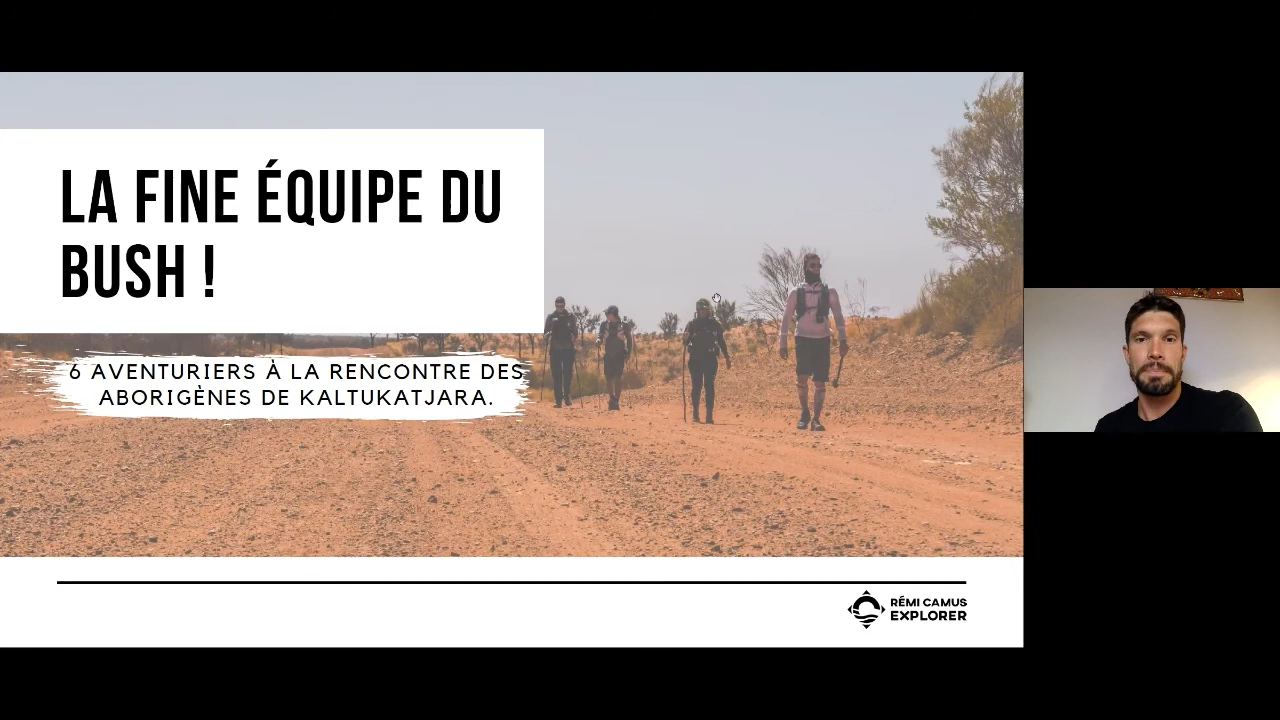 LA FINE ÉQUIPE DU
BUSH !
6 AVENTURIERS À LA RENCONTRE DES
ABORIGÈNES DE KALTUKATJARA.
RÉMI CAMUS
EXPLORER